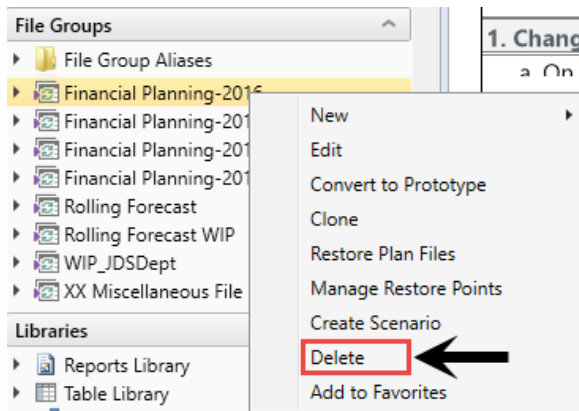 File Groups
File Group Aliases
Financial Planning-2016
Financial Planning-201
Financial Planning-201
Financial Planning-201
Rolling Forecast
Rolling Forecast WIP
WIP_JDSDept
XX Miscellaneous File
Libraries
Reports Library
Table Library
New
Edit
Convert to Prototype
Clone
Restore Plan Files
Manage Restore Points
Create Scenario
Delete
Add to Favorites
1. Chang
a. On